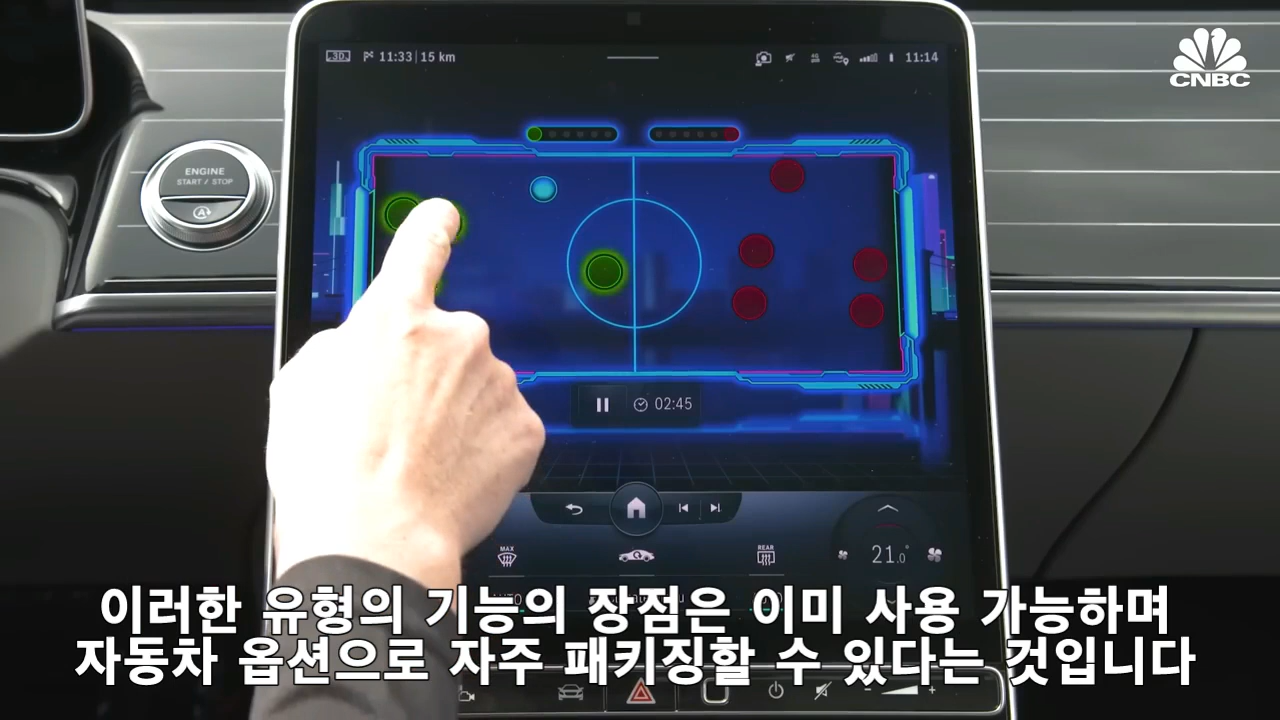 3D 11:33 | 15 km
11:14
CNBC
ENGINE
START / STOP
A
02:45
MAX
REAR
21.0°
이러한 유형의 기능의 장점은 이미 사용 가능하며
자동차 옵션으로 자주 패키징할 수 있다는 것입니다